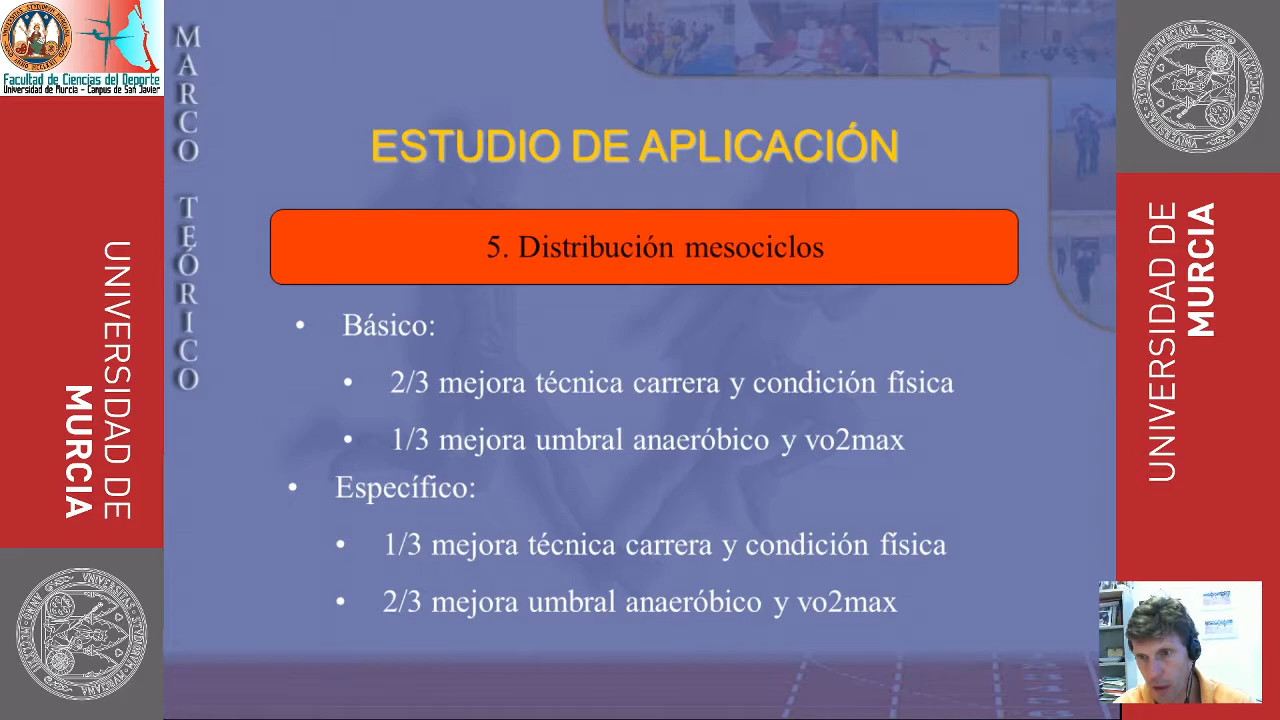 Facultad de Ciencias del Deporte
Universidad de Murcia - Campus de San Javier
MARCO TEÓRICO
ESTUDIO DE APLICACIÓN
5. Distribución mesociclos
• Básico:
• 2/3 mejora técnica carrera y condición física
• 1/3 mejora umbral anaeróbico y vo2max
• Específico:
• 1/3 mejora técnica carrera y condición física
• 2/3 mejora umbral anaeróbico y vo2max
UNIVERSIDAD DE
MURCIA
UNIVERSIDAD DE
MURCIA